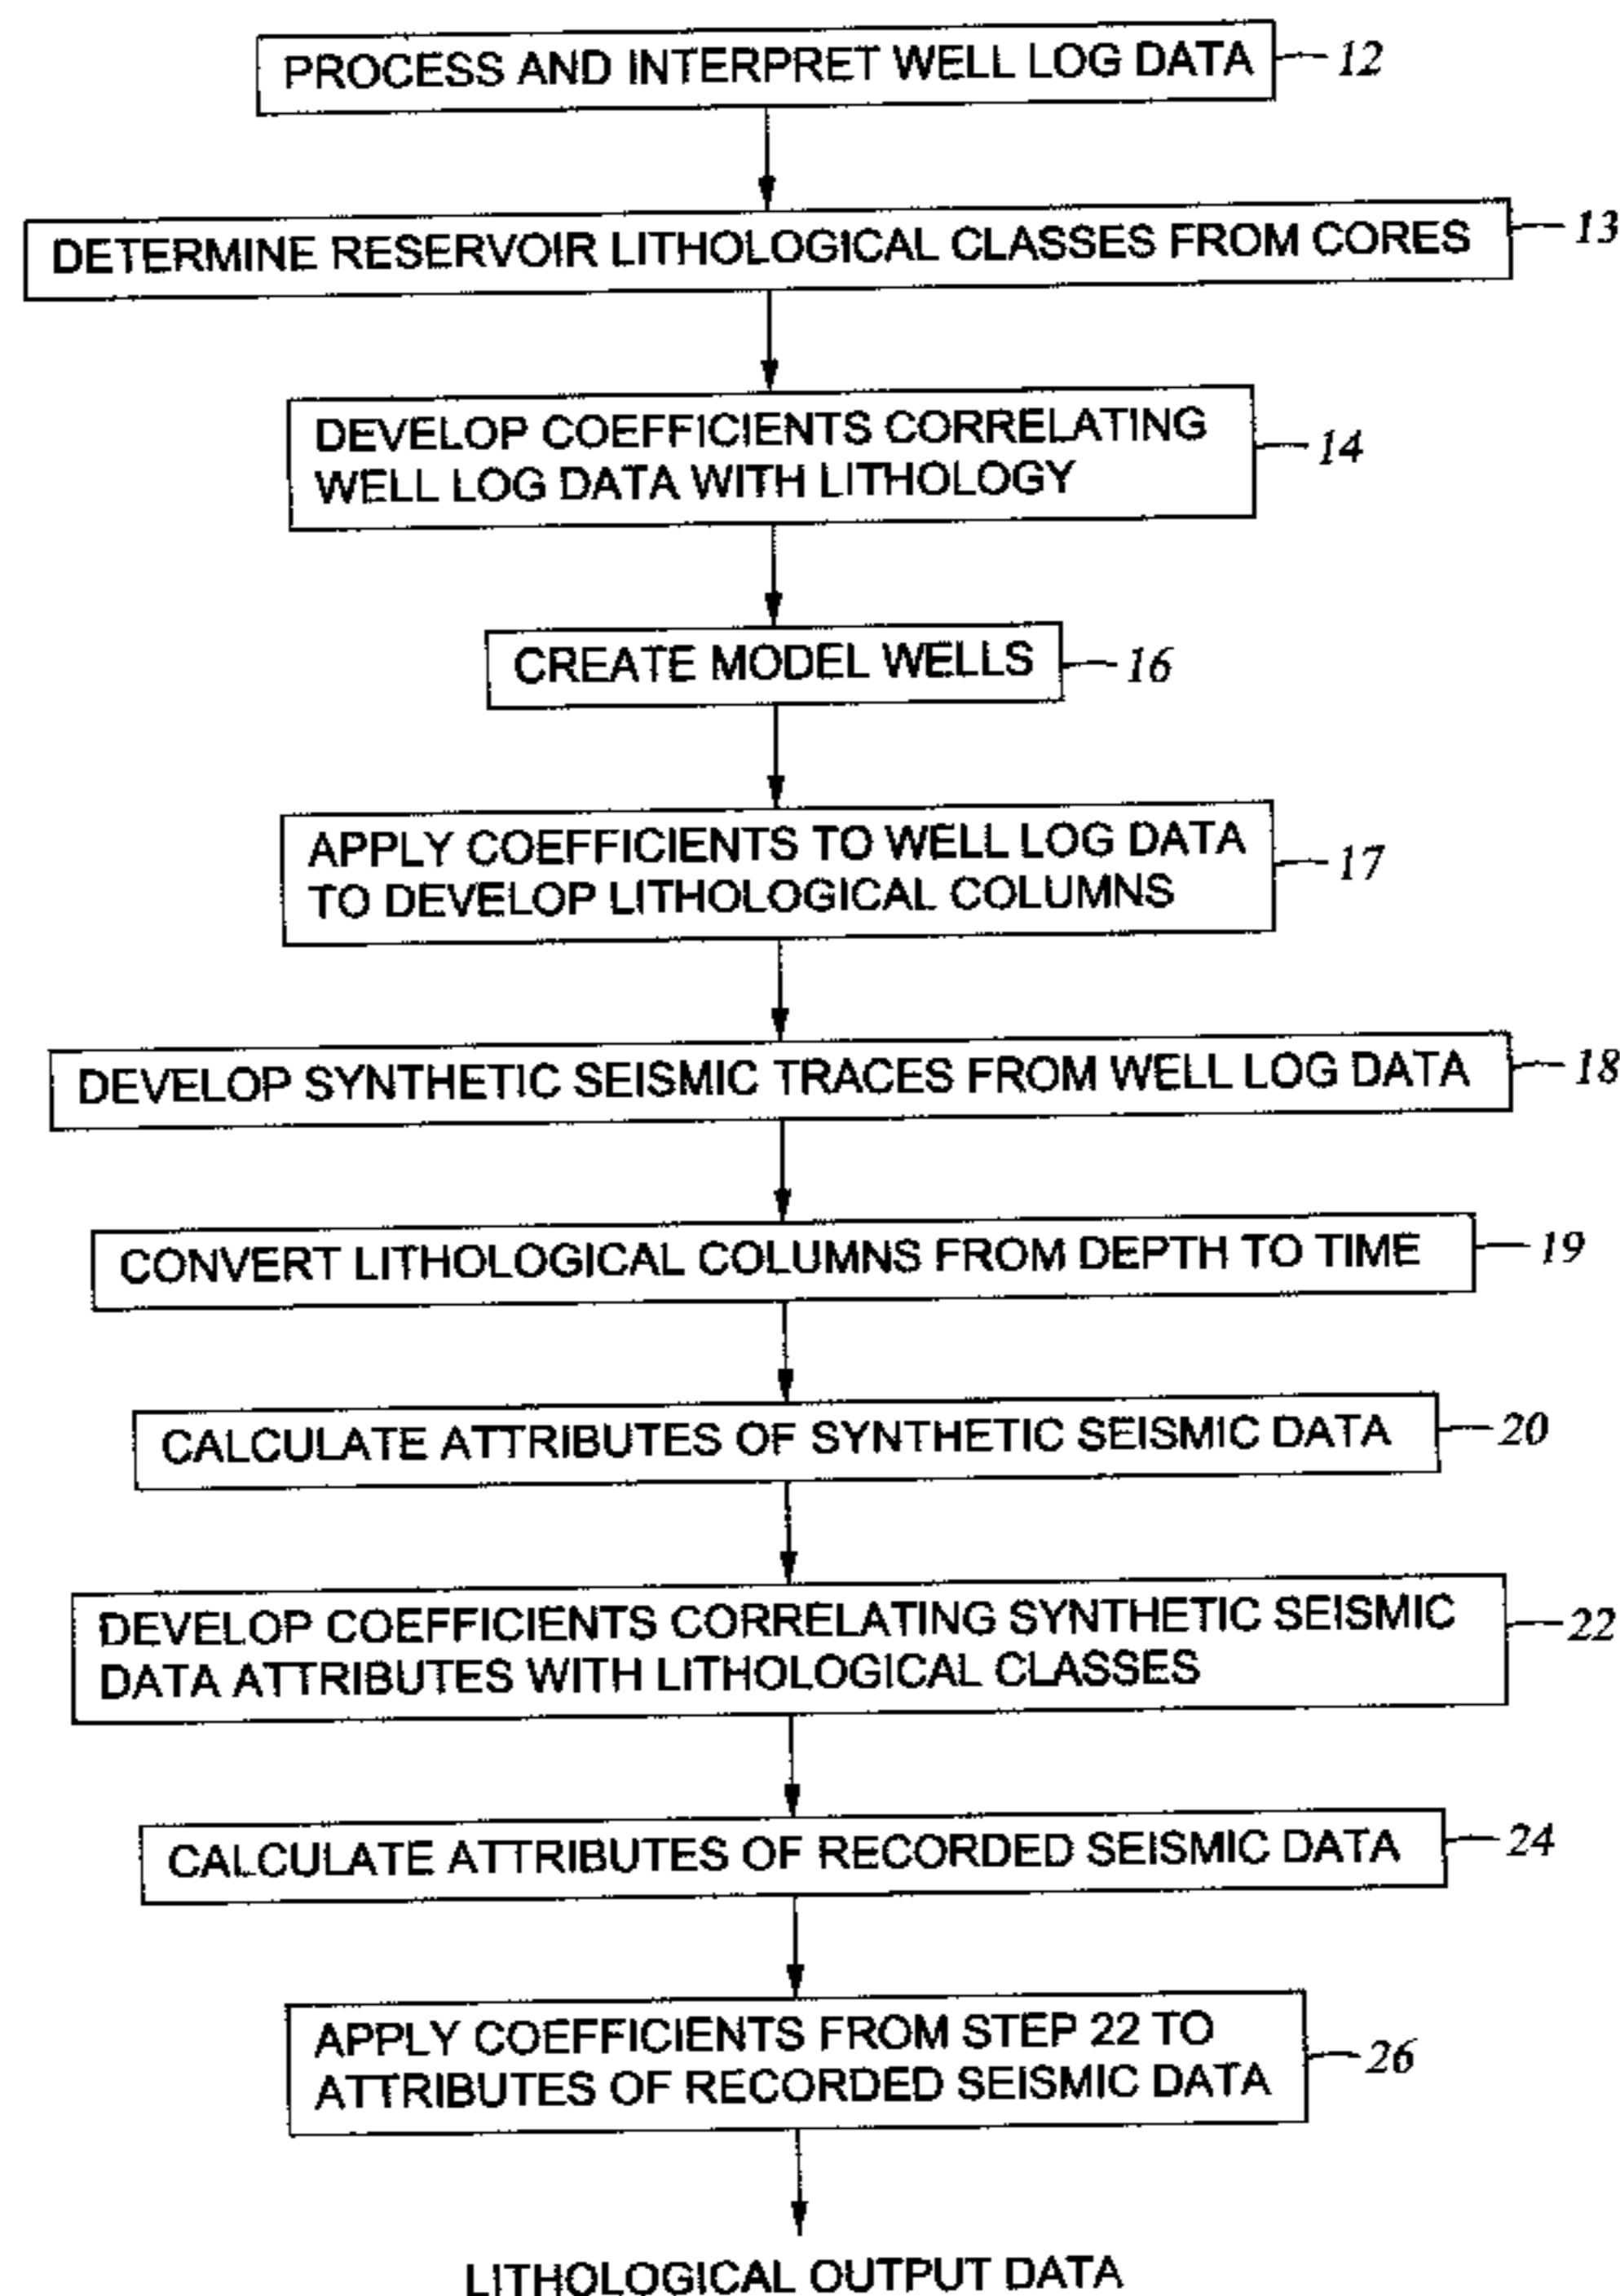 PROCESS AND INTERPRET WELL LOG DATA 12
DETERMINE RESERVOIR LITHOLOGICAL CLASSES FROM CORES 13
DEVELOP COEFFICIENTS CORRELATING
WELL LOG DATA WITH LITHOLOGY 14
CREATE MODEL WELLS 16
APPLY COEFFICIENTS TO WELL LOG DATA
TO DEVELOP LITHOLOGICAL COLUMNS 17
DEVELOP SYNTHETIC SEISMIC TRACES FROM WELL LOG DATA 18
CONVERT LITHOLOGICAL COLUMNS FROM DEPTH TO TIME 19
CALCULATE ATTRIBUTES OF SYNTHETIC SEISMIC DATA 20
DEVELOP COEFFICIENTS CORRELATING SYNTHETIC SEISMIC
DATA ATTRIBUTES WITH LITHOLOGICAL CLASSES 22
CALCULATE ATTRIBUTES OF RECORDED SEISMIC DATA 24
APPLY COEFFICIENTS FROM STEP 22 TO
ATTRIBUTES OF RECORDED SEISMIC DATA 26
LITHOLOGICAL OUTPUT DATA